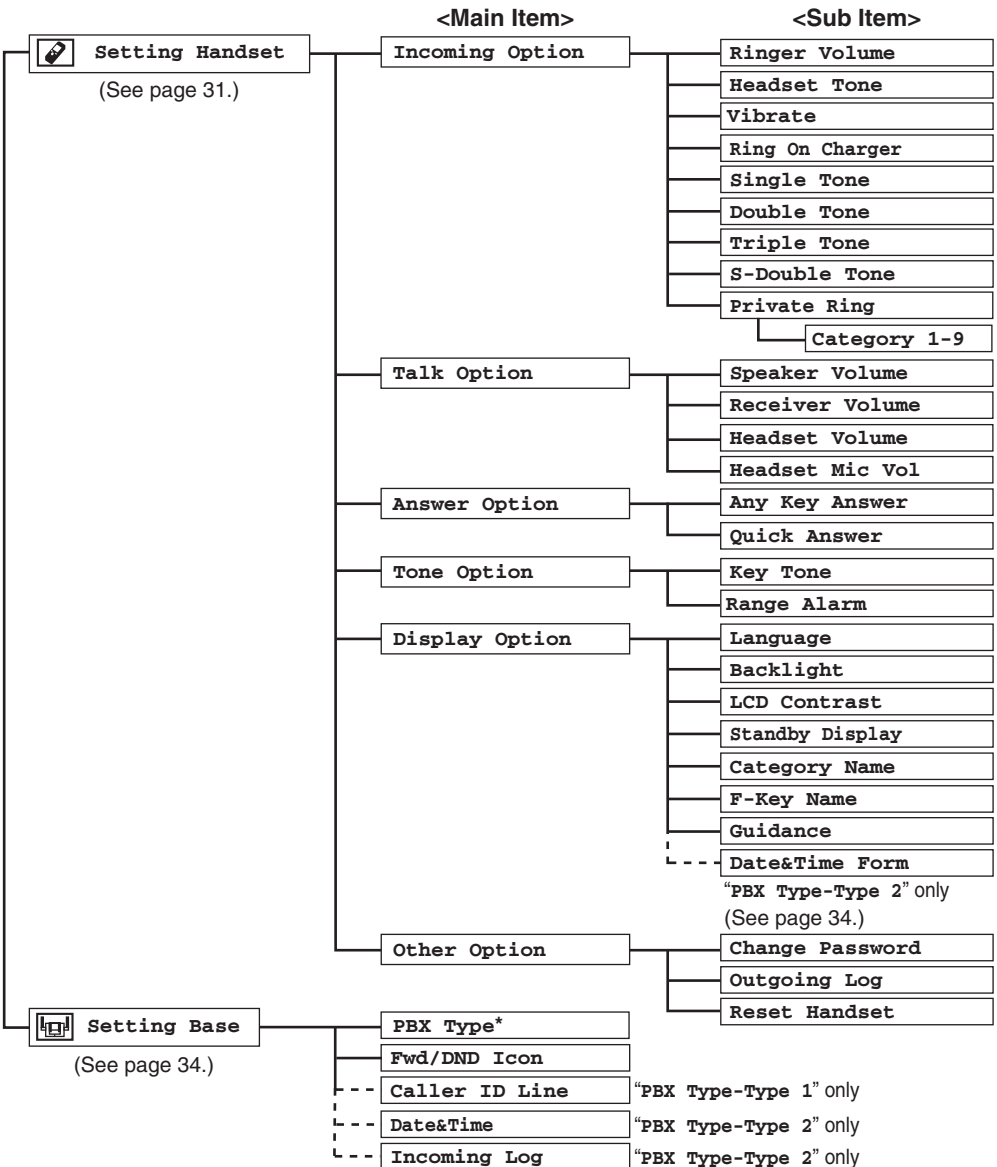 <Main Item> <Sub Item>
Setting Handset
(See page 31.)
Incoming Option
Ringer Volume
Headset Tone
Vibrate
Ring On Charger
Single Tone
Double Tone
Triple Tone
S-Double Tone
Private Ring
Category 1-9
Talk Option
Speaker Volume
Receiver Volume
Headset Volume
Headset Mic Vol
Answer Option
Any Key Answer
Quick Answer
Tone Option
Key Tone
Range Alarm
Display Option
Language
Backlight
LCD Contrast
Standby Display
Category Name
F-Key Name
Guidance
Date&Time Form
“PBX Type-Type 2” only
(See page 34.)
Other Option
Change Password
Outgoing Log
Reset Handset
Setting Base
(See page 34.)
PBX Type*
Fwd/DND Icon
Caller ID Line “PBX Type-Type 1” only
Date&Time “PBX Type-Type 2” only
Incoming Log “PBX Type-Type 2” only